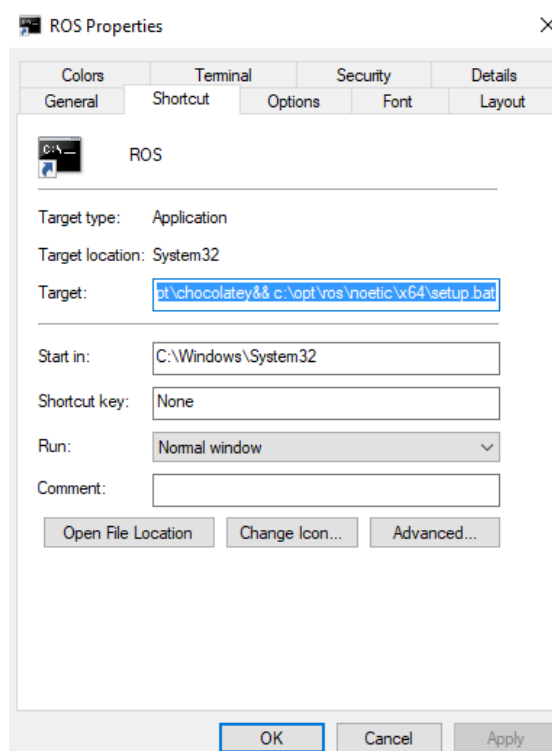 ROS Properties
Colors Terminal Security Details
General Shortcut Options Font Layout
C:\
ROS
Target type: Application
Target location: System32
Target: pt\chocolatey&& c:\opt\ros\noetic\x64\setup.bat
Start in: C:\Windows\System32
Shortcut key: None
Run: Normal window
Comment:
Open File Location Change Icon... Advanced...
OK Cancel Apply